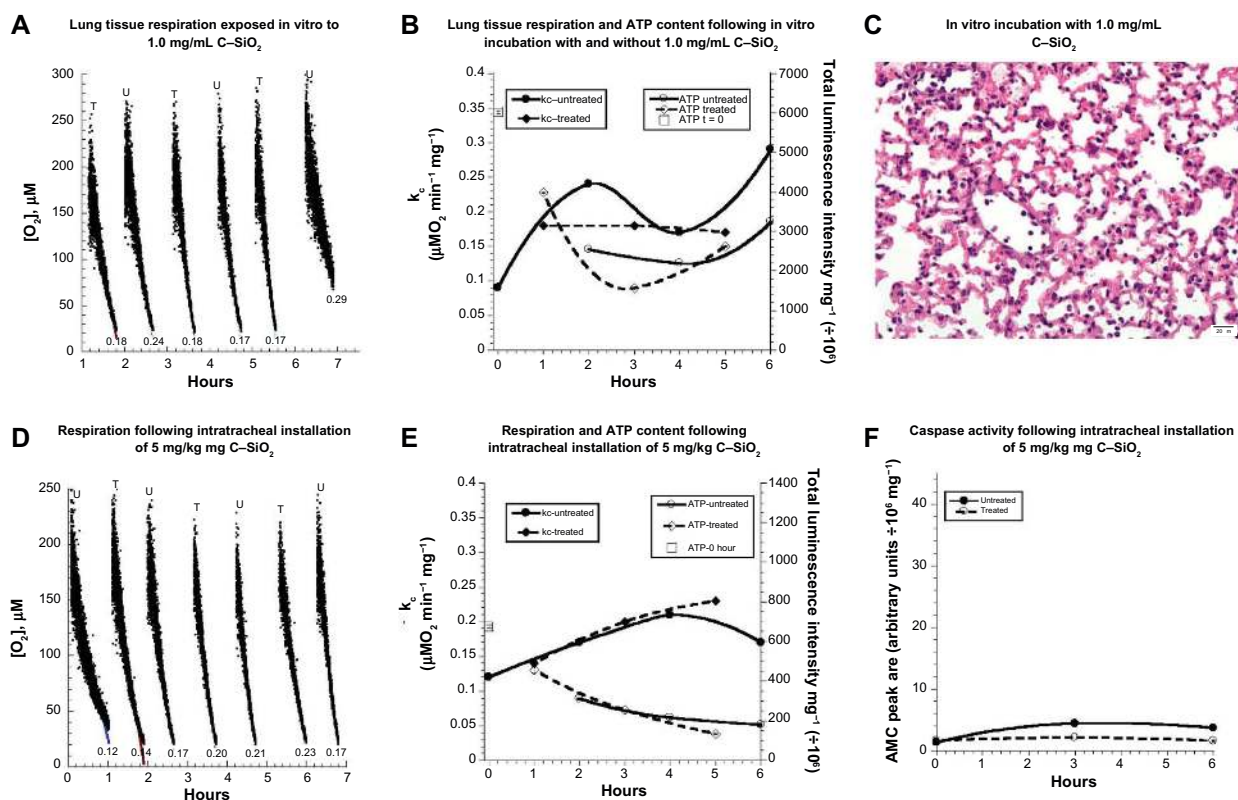 A
Lung tissue respiration exposed in vitro to
1.0 mg/mL C–SiO₂
300
250
200
150
100
50
0
[O₂], µM
T
U
T
U
T
U
0.18
0.24
0.18
0.17
0.17
0.29
1 2 3 4 5 6 7
Hours
B
Lung tissue respiration and ATP content following in vitro
incubation with and without 1.0 mg/mL C–SiO₂
0.4
0.35
0.3
0.25
0.2
0.15
0.1
0.05
0
k_c
(µMO₂ min⁻¹ mg⁻¹)
kc–untreated
kc–treated
ATP untreated
ATP treated
ATP t = 0
7000
6000
5000
4000
3000
2000
1000
0
Total luminescence intensity mg⁻¹ (÷10⁶)
0 1 2 3 4 5 6
Hours
C
In vitro incubation with 1.0 mg/mL
C–SiO₂
D
Respiration following intratracheal installation
of 5 mg/kg mg C–SiO₂
250
200
150
100
50
0
[O₂], µM
U
T
U
T
U
T
U
0.12
0.14
0.17
0.20
0.21
0.23
0.17
0 1 2 3 4 5 6 7
Hours
E
Respiration and ATP content following
intratracheal installation of 5 mg/kg C–SiO₂
0.4
0.35
0.3
0.25
0.2
0.15
0.1
0.05
0
k_c
(µMO₂ min⁻¹ mg⁻¹)
kc-untreated
kc-treated
ATP-untreated
ATP-treated
ATP-0 hour
1400
1200
1000
800
600
400
200
0
Total luminescence intensity mg⁻¹ (÷10⁶)
0 1 2 3 4 5 6
Hours
F
Caspase activity following intratracheal installation
of 5 mg/kg mg C–SiO₂
40
30
20
10
0
AMC peak are (arbitrary units ÷10⁶ mg⁻¹)
Untreated
Treated
0 1 2 3 4 5 6
Hours